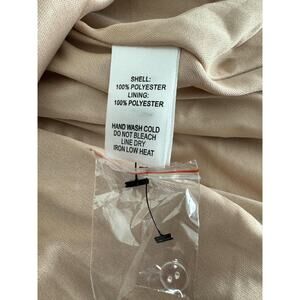 SHELL:
100% POLYESTER
LINING:
100% POLYESTER
HAND WASH COLD
DO NOT BLEACH
LINE DRY
IRON LOW HEAT